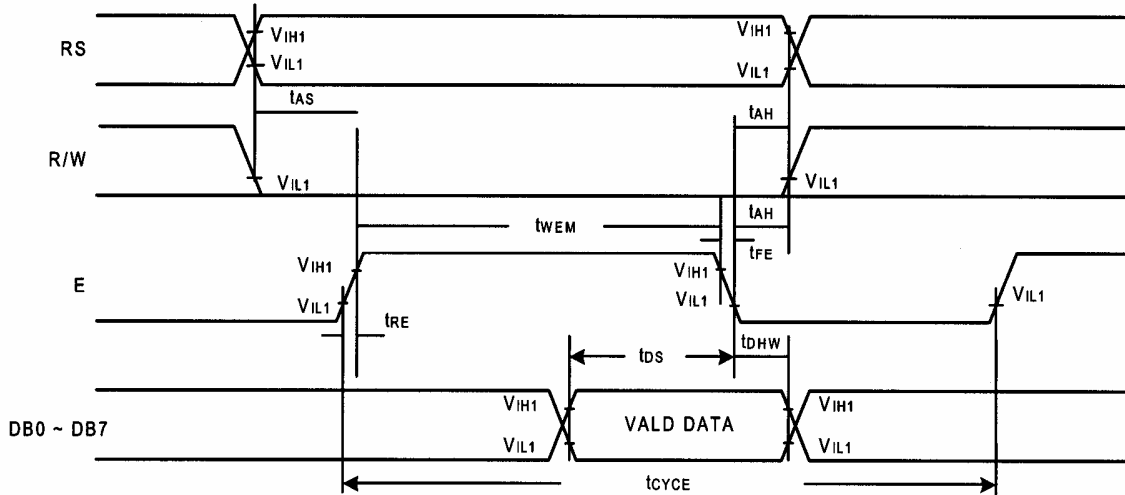 RS
VIH1
VIL1
VIH1
VIL1
tAS
tAH
R/W
VIL1
VIL1
tWEM
tAH
tFE
E
VIH1
VIL1
VIH1
VIL1
VIL1
tRE
tDS
tDHW
DB0 ~ DB7
VIH1
VIL1
VALD DATA
VIH1
VIL1
tCYCE